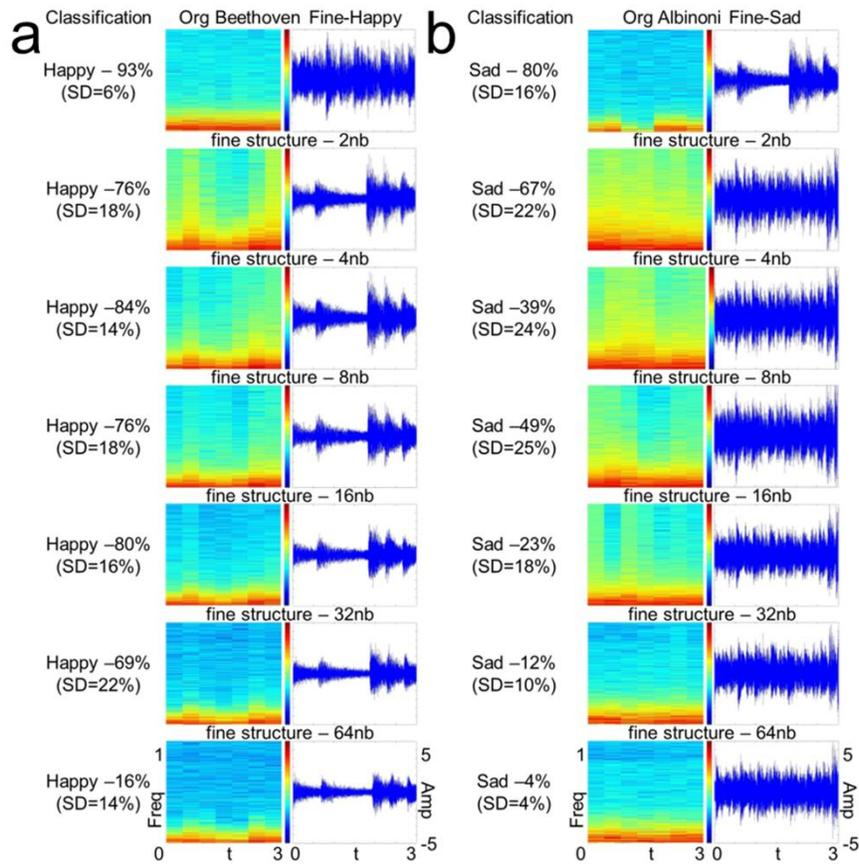 a
Classification
Org Beethoven Fine-Happy
Happy – 93%
(SD=6%)
fine structure – 2nb
Happy –76%
(SD=18%)
fine structure – 4nb
Happy –84%
(SD=14%)
fine structure – 8nb
Happy –76%
(SD=18%)
fine structure – 16nb
Happy –80%
(SD=16%)
fine structure – 32nb
Happy –69%
(SD=22%)
fine structure – 64nb
Happy –16%
(SD=14%)
1
Freq
5
Amp
-5
0 t 3 0 t 3
b
Classification
Org Albinoni Fine-Sad
Sad – 80%
(SD=16%)
fine structure – 2nb
Sad –67%
(SD=22%)
fine structure – 4nb
Sad –39%
(SD=24%)
fine structure – 8nb
Sad –49%
(SD=25%)
fine structure – 16nb
Sad –23%
(SD=18%)
fine structure – 32nb
Sad –12%
(SD=10%)
fine structure – 64nb
Sad –4%
(SD=4%)
1
Freq
5
Amp
-5
0 t 3 0 t 3